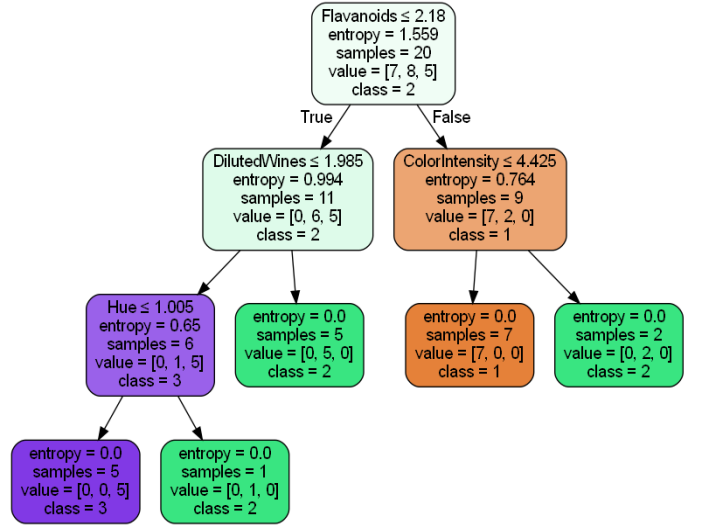 Flavanoids ≤ 2.18
entropy = 1.559
samples = 20
value = [7, 8, 5]
class = 2
True
False
DilutedWines ≤ 1.985
entropy = 0.994
samples = 11
value = [0, 6, 5]
class = 2
ColorIntensity ≤ 4.425
entropy = 0.764
samples = 9
value = [7, 2, 0]
class = 1
Hue ≤ 1.005
entropy = 0.65
samples = 6
value = [0, 1, 5]
class = 3
entropy = 0.0
samples = 5
value = [0, 5, 0]
class = 2
entropy = 0.0
samples = 7
value = [7, 0, 0]
class = 1
entropy = 0.0
samples = 2
value = [0, 2, 0]
class = 2
entropy = 0.0
samples = 5
value = [0, 0, 5]
class = 3
entropy = 0.0
samples = 1
value = [0, 1, 0]
class = 2